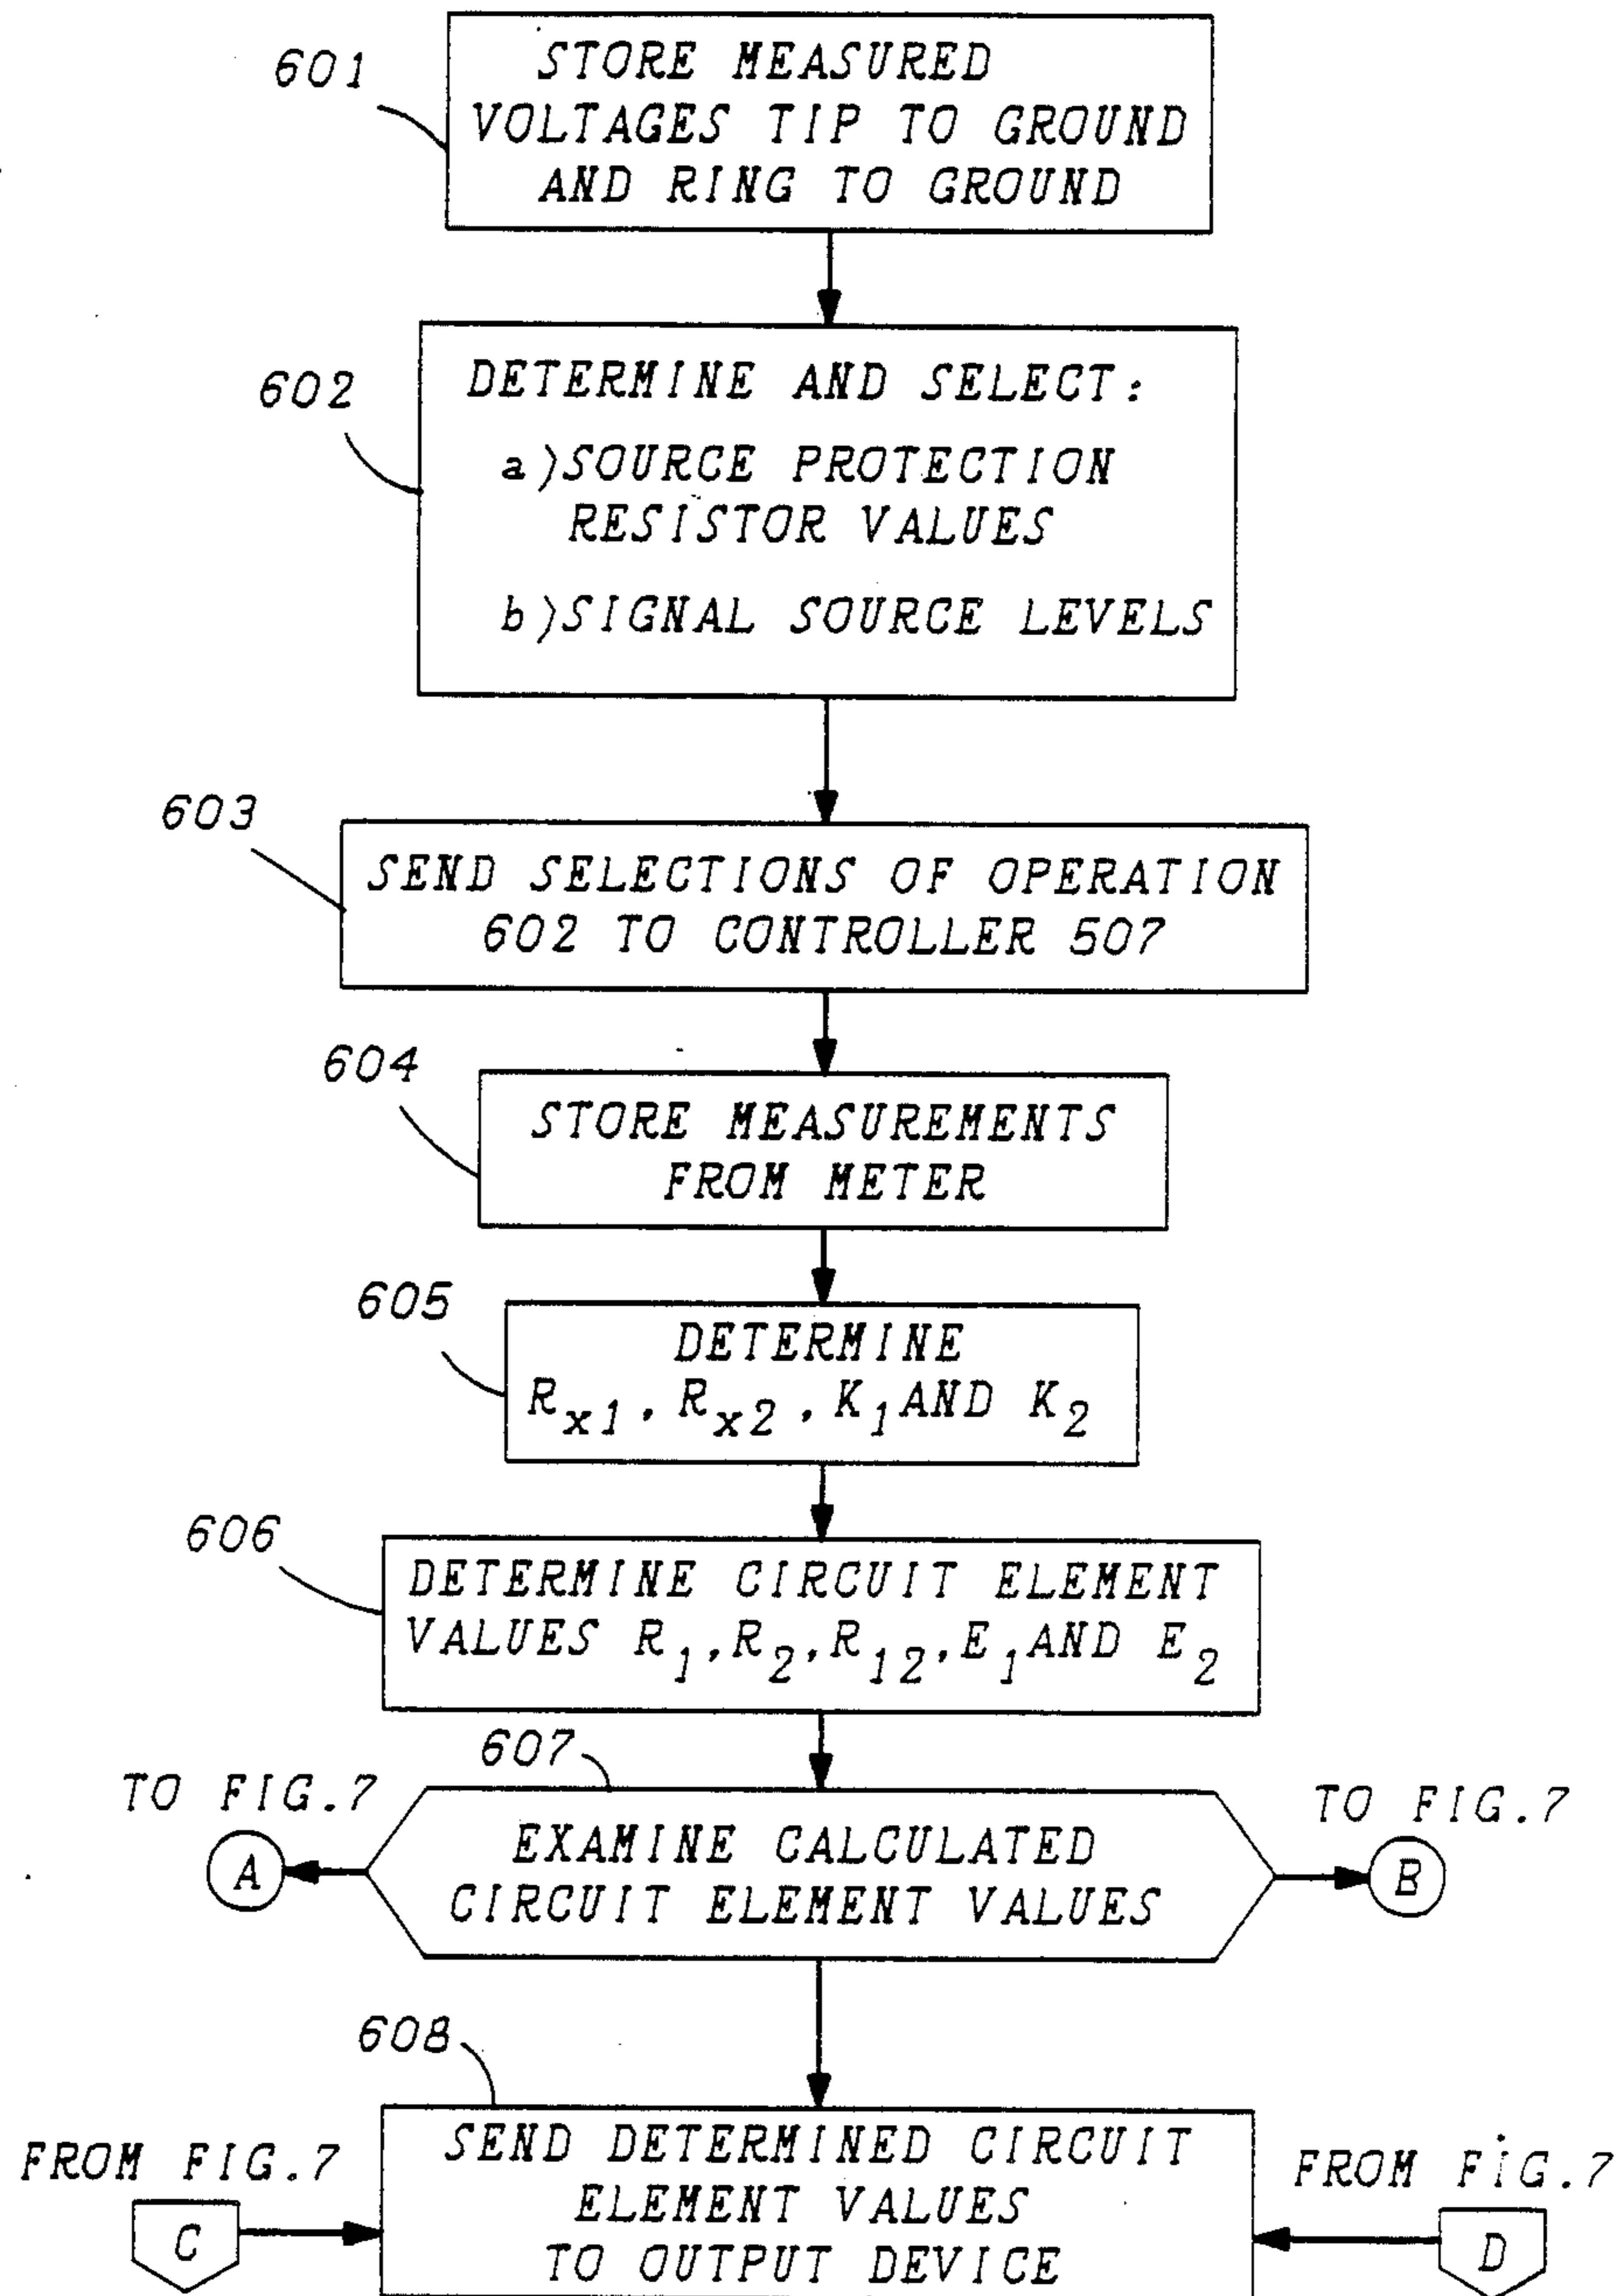 601
STORE MEASURED
VOLTAGES TIP TO GROUND
AND RING TO GROUND
602
DETERMINE AND SELECT:
a)SOURCE PROTECTION
RESISTOR VALUES
b)SIGNAL SOURCE LEVELS
603
SEND SELECTIONS OF OPERATION
602 TO CONTROLLER 507
604
STORE MEASUREMENTS
FROM METER
605
DETERMINE
Rx1, Rx2, K1 AND K2
606
DETERMINE CIRCUIT ELEMENT
VALUES R1, R2, R12, E1 AND E2
607
TO FIG.7
A
EXAMINE CALCULATED
CIRCUIT ELEMENT VALUES
TO FIG.7
B
608
FROM FIG.7
C
SEND DETERMINED CIRCUIT
ELEMENT VALUES
TO OUTPUT DEVICE
FROM FIG.7
D